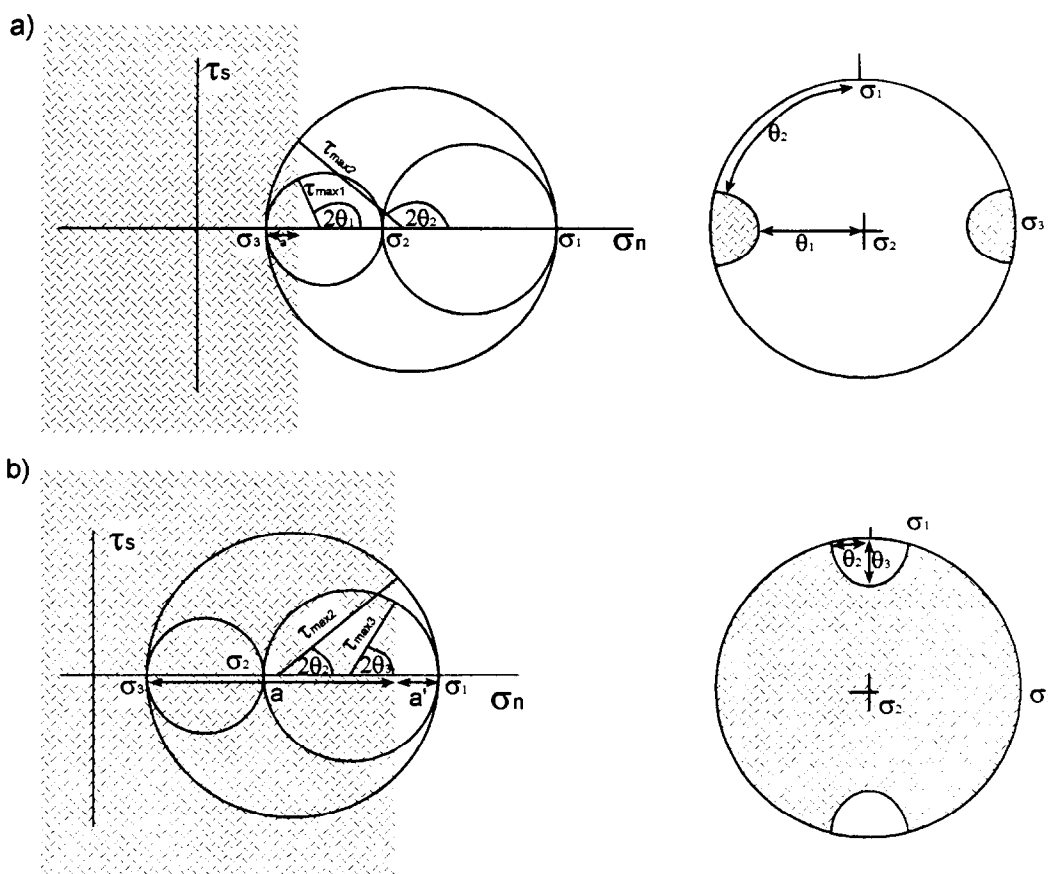 a)
τs
σ1
θ2
τmax2
τmax1
2θ1
2θ2
θ1
σ2
σ3
σ3
σ2
σ1
σn
b)
τs
σ1
θ2
θ3
τmax2
τmax3
σ2
2θ2
2θ3
σ3
a
a'
σ1
σn
σ2
σ